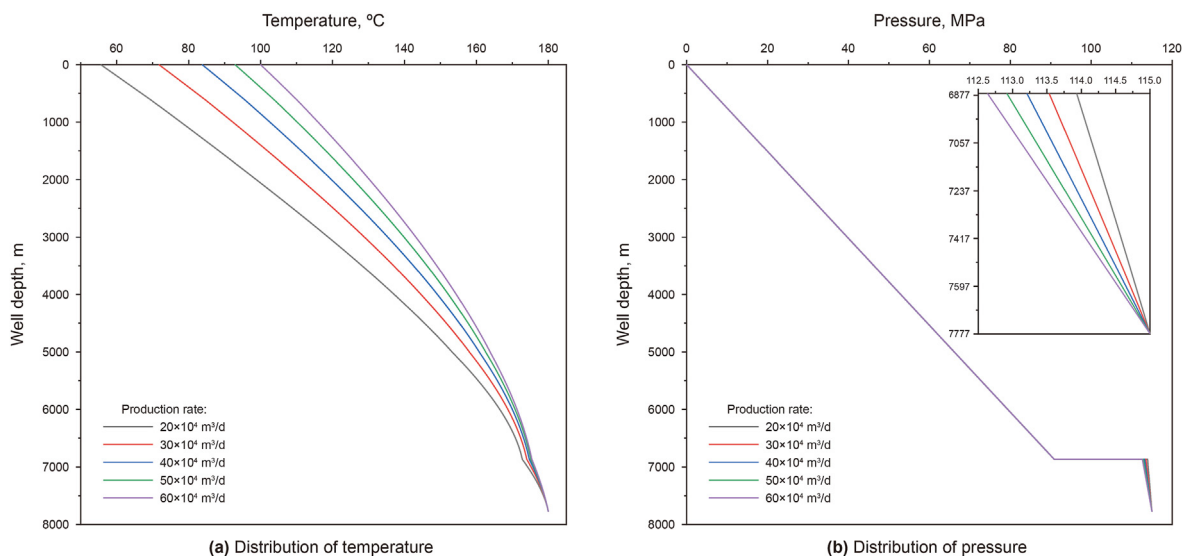 Temperature, ºC
60 80 100 120 140 160 180
0
1000
2000
3000
4000
5000
6000
7000
8000
Well depth, m
Production rate:
20×10⁴ m³/d
30×10⁴ m³/d
40×10⁴ m³/d
50×10⁴ m³/d
60×10⁴ m³/d
(a) Distribution of temperature
Pressure, MPa
0 20 40 60 80 100 120
0
1000
2000
3000
4000
5000
6000
7000
8000
Well depth, m
112.5 113.0 113.5 114.0 114.5 115.0
6877
7057
7237
7417
7597
7777
Production rate:
20×10⁴ m³/d
30×10⁴ m³/d
40×10⁴ m³/d
50×10⁴ m³/d
60×10⁴ m³/d
(b) Distribution of pressure